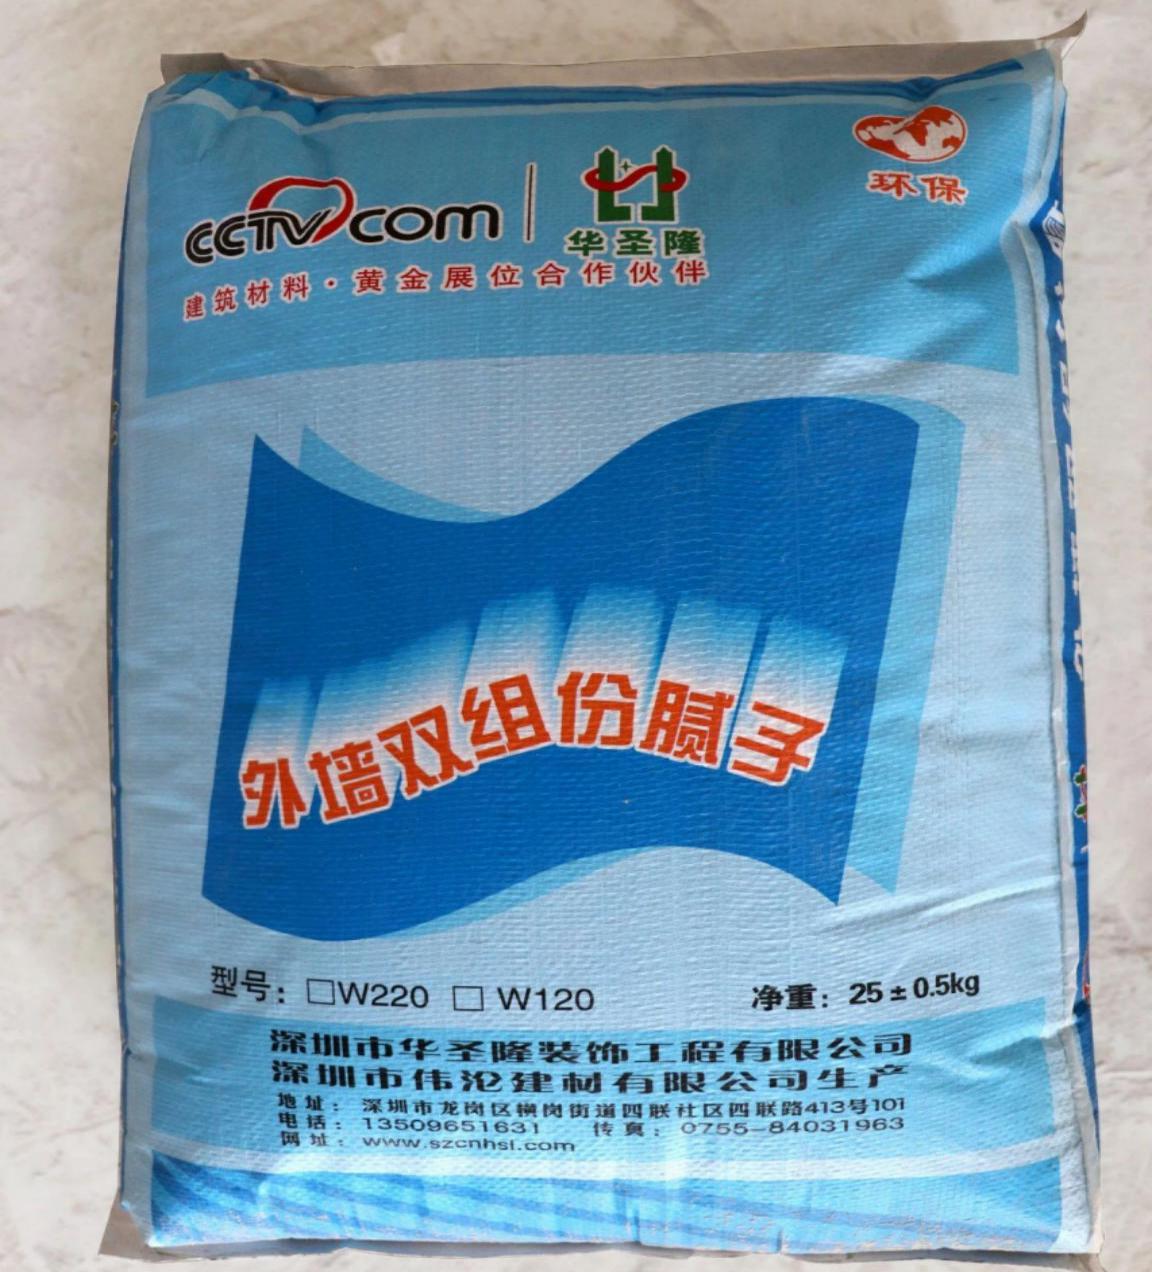 CCTV.com
华圣隆
环保
建筑材料·黄金展位合作伙伴
外墙双组份腻子
型号：□W220 □ W120
净重：25±0.5kg
深圳市华圣隆装饰工程有限公司
深圳市伟沦建材有限公司生产
地址：深圳市龙岗区横岗街道四联社区四联路413号101
电话：13509651631 传真：0755-84031963
网址：www.szcnhsl.com